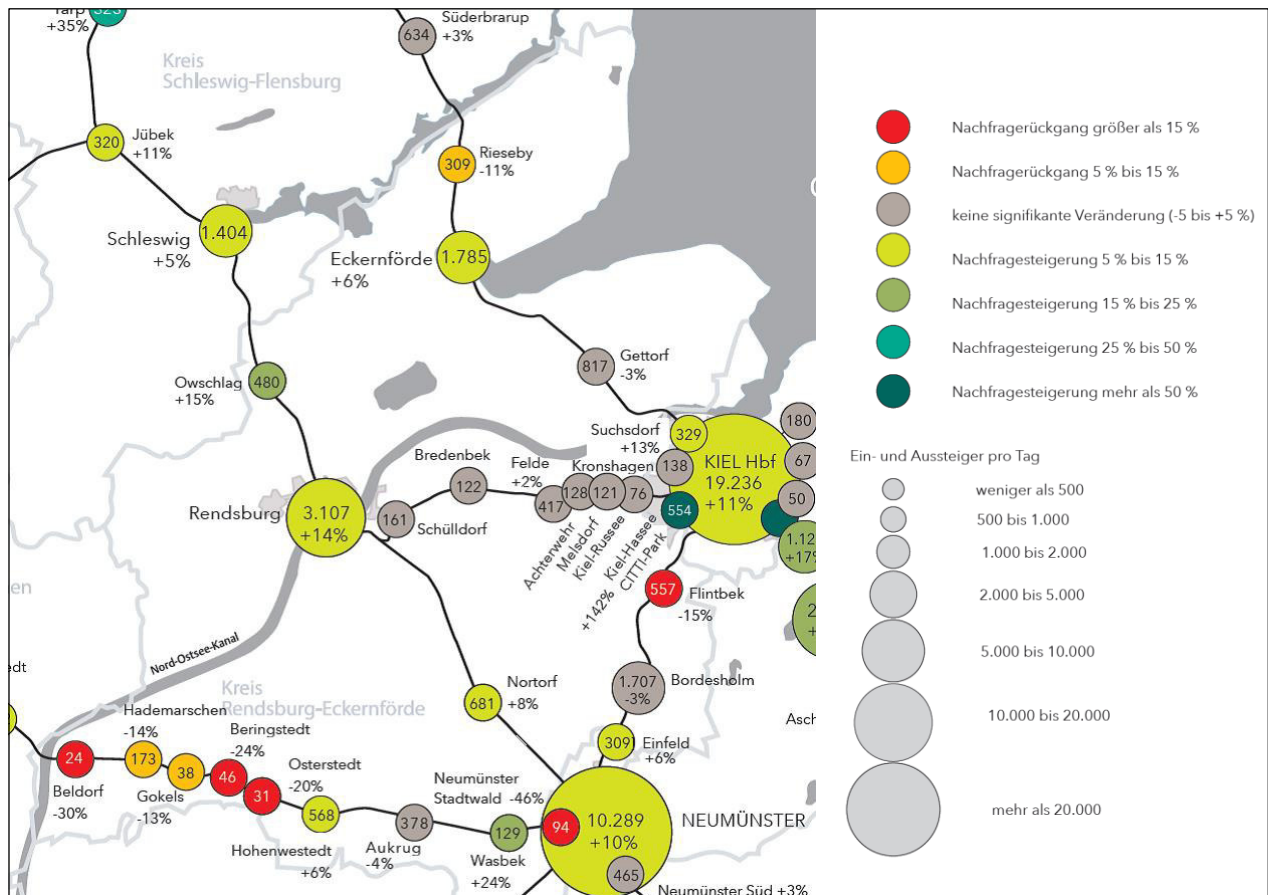 Tarp
+35%
323
Süderbrarup
+3%
634
Kreis
Schleswig-Flensburg
320
Jübek
+11%
309
Rieseby
-11%
Schleswig
+5%
1.404
Eckernförde
+6%
1.785
Owschlag
+15%
480
Gettorf
-3%
817
Suchsdorf
+13%
329
138
Kronshagen
KIEL Hbf
19.236
+11%
180
67
50
1.12
+17%
Rendsburg
3.107
+14%
161
Schülldorf
Bredenbek
122
Felde
+2%
417
128
121
76
554
Achterwehr
Melsdorf
Kiel-Russee
Kiel-Hassee
CITTI-Park
+142%
557
Flintbek
-15%
Nord-Ostsee-Kanal
Kreis
Rendsburg-Eckernförde
Nortorf
+8%
681
1.707
-3%
Bordesholm
309
Einfeld
+6%
Asch
Hademarschen
-14%
173
Beringstedt
-24%
46
24
Beldorf
-30%
38
Gokels
-13%
31
Osterstedt
-20%
568
Hohenwestedt
+6%
378
Aukrug
-4%
Neumünster
Stadtwald -46%
94
129
Wasbek
+24%
10.289
+10%
NEUMÜNSTER
465
Neumünster Süd +3%
Nachfragerückgang größer als 15 %
Nachfragerückgang 5 % bis 15 %
keine signifikante Veränderung (-5 bis +5 %)
Nachfragesteigerung 5 % bis 15 %
Nachfragesteigerung 15 % bis 25 %
Nachfragesteigerung 25 % bis 50 %
Nachfragesteigerung mehr als 50 %
Ein- und Aussteiger pro Tag
weniger als 500
500 bis 1.000
1.000 bis 2.000
2.000 bis 5.000
5.000 bis 10.000
10.000 bis 20.000
mehr als 20.000